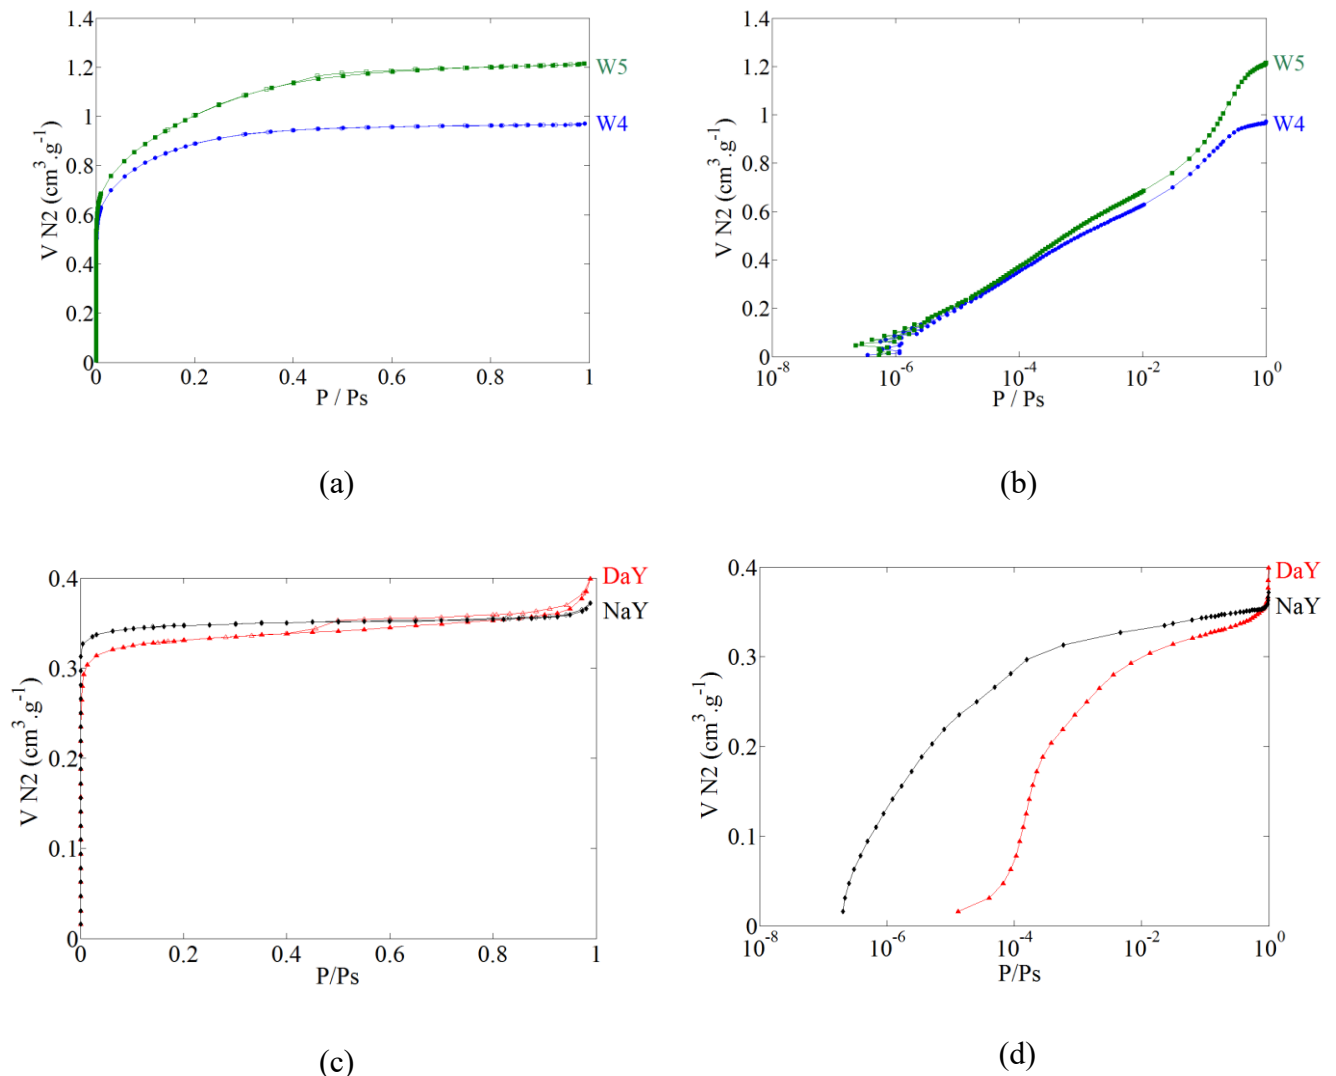 1.4
1.2
1
0.8
0.6
0.4
0.2
0
V N2 (cm³.g⁻¹)
0 0.2 0.4 0.6 0.8 1
P / Ps
W5
W4
(a)
1.4
1.2
1
0.8
0.6
0.4
0.2
0
V N2 (cm³.g⁻¹)
10⁻⁸ 10⁻⁶ 10⁻⁴ 10⁻² 10⁰
P / Ps
W5
W4
(b)
0.4
0.3
0.2
0.1
0
V N2 (cm³.g⁻¹)
0 0.2 0.4 0.6 0.8 1
P/Ps
DaY
NaY
(c)
0.4
0.3
0.2
0.1
0
V N2 (cm³.g⁻¹)
10⁻⁸ 10⁻⁶ 10⁻⁴ 10⁻² 10⁰
P/Ps
DaY
NaY
(d)